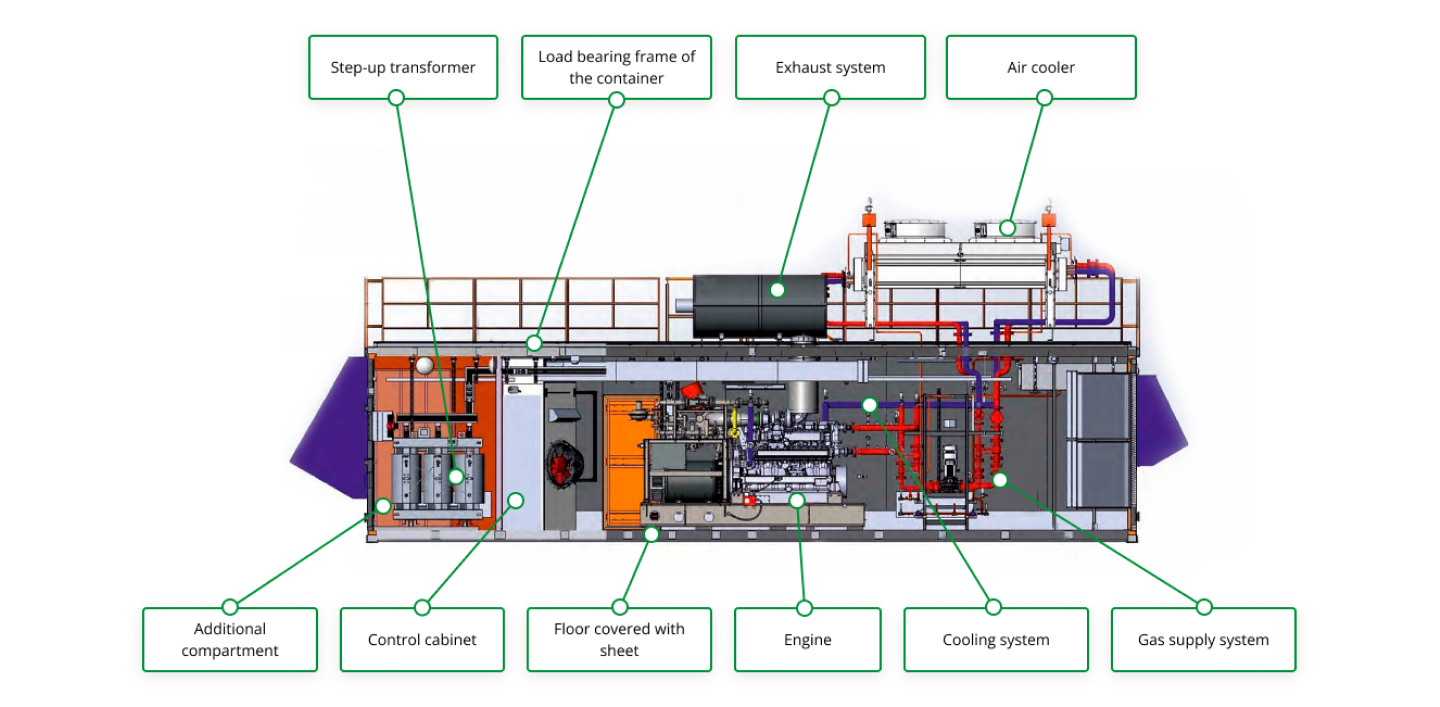 Step-up transformer
Load bearing frame of
the container
Exhaust system
Air cooler
Additional
compartment
Control cabinet
Floor covered with
sheet
Engine
Cooling system
Gas supply system